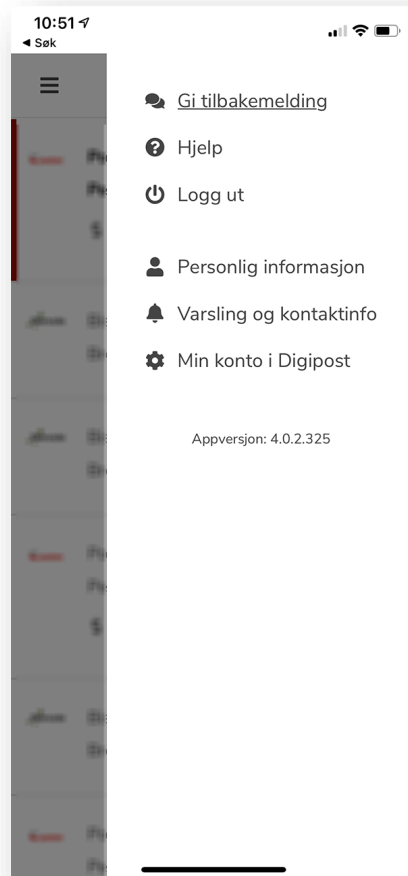 10:51
◀ Søk
Gi tilbakemelding
Hjelp
Logg ut
Personlig informasjon
Varsling og kontaktinfo
Min konto i Digipost
Appversjon: 4.0.2.325